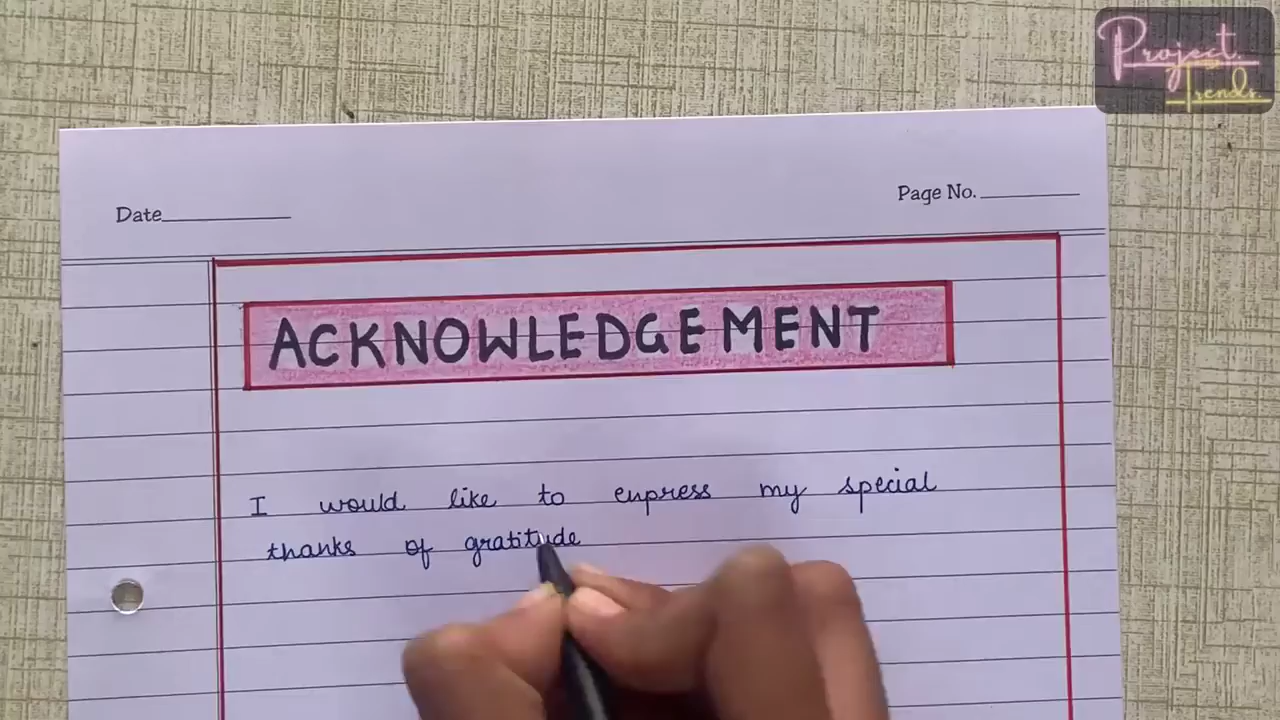 Project.
Trends.
Date
Page No.
ACKNOWLEDGEMENT
I would like to express my special
thanks of gratitude